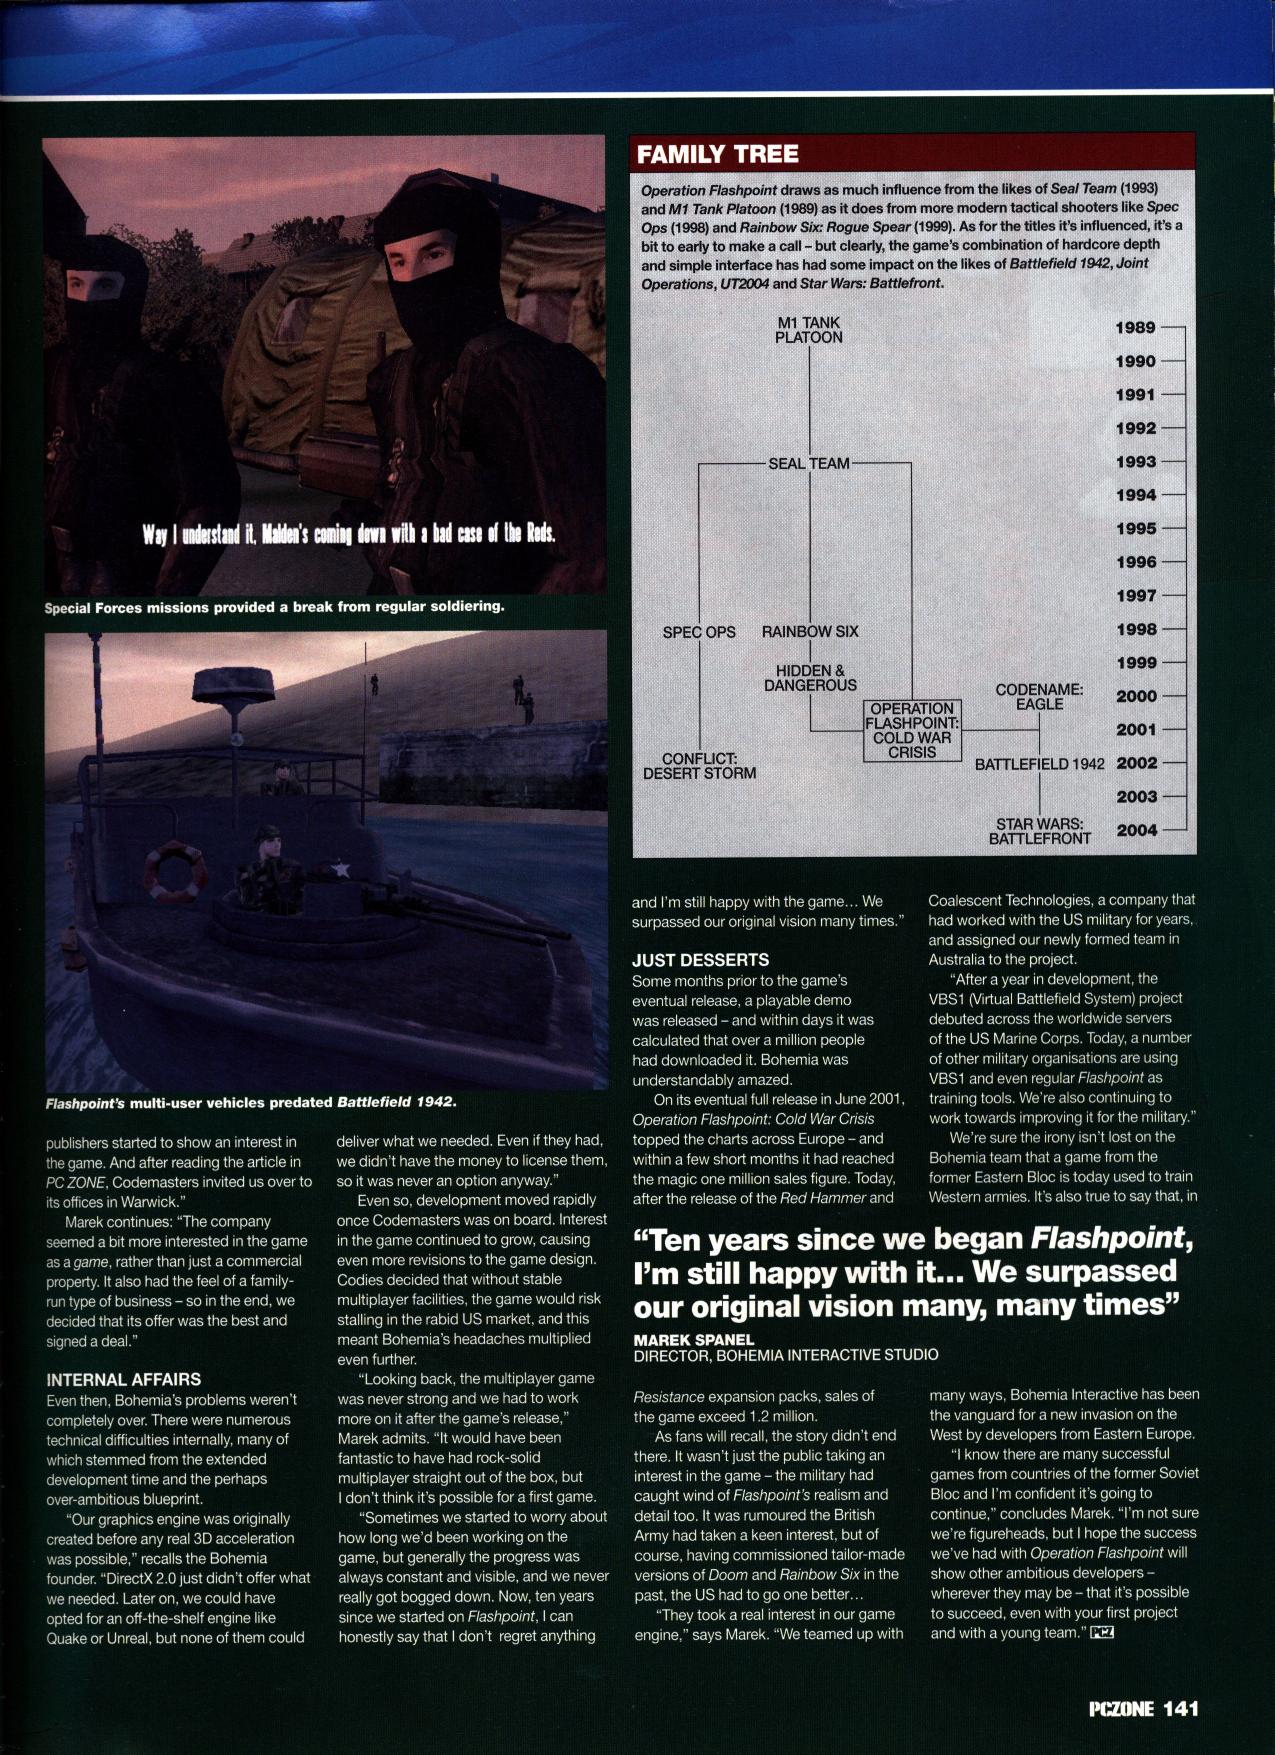 Way I understand it, Malden's coming down with a bad case of the Reds.
Special Forces missions provided a break from regular soldiering.
Flashpoint's multi-user vehicles predated Battlefield 1942.
publishers started to show an interest in
the game. And after reading the article in
PC ZONE, Codemasters invited us over to
its offices in Warwick.”
Marek continues: “The company
seemed a bit more interested in the game
as a game, rather than just a commercial
property. It also had the feel of a family-
run type of business – so in the end, we
decided that its offer was the best and
signed a deal.”
INTERNAL AFFAIRS
Even then, Bohemia's problems weren't
completely over. There were numerous
technical difficulties internally, many of
which stemmed from the extended
development time and the perhaps
over-ambitious blueprint.
“Our graphics engine was originally
created before any real 3D acceleration
was possible,” recalls the Bohemia
founder. “DirectX 2.0 just didn't offer what
we needed. Later on, we could have
opted for an off-the-shelf engine like
Quake or Unreal, but none of them could
deliver what we needed. Even if they had,
we didn't have the money to license them,
so it was never an option anyway.”
Even so, development moved rapidly
once Codemasters was on board. Interest
in the game continued to grow, causing
even more revisions to the game design.
Codies decided that without stable
multiplayer facilities, the game would risk
stalling in the rabid US market, and this
meant Bohemia's headaches multiplied
even further.
“Looking back, the multiplayer game
was never strong and we had to work
more on it after the game's release,”
Marek admits. “It would have been
fantastic to have had rock-solid
multiplayer straight out of the box, but
I don't think it's possible for a first game.
“Sometimes we started to worry about
how long we'd been working on the
game, but generally the progress was
always constant and visible, and we never
really got bogged down. Now, ten years
since we started on Flashpoint, I can
honestly say that I don't regret anything
FAMILY TREE
Operation Flashpoint draws as much influence from the likes of Seal Team (1993)
and M1 Tank Platoon (1989) as it does from more modern tactical shooters like Spec
Ops (1998) and Rainbow Six: Rogue Spear (1999). As for the titles it's influenced, it's a
bit to early to make a call – but clearly, the game's combination of hardcore depth
and simple interface has had some impact on the likes of Battlefield 1942, Joint
Operations, UT2004 and Star Wars: Battlefront.
M1 TANK
PLATOON
SEAL TEAM
SPEC OPS
RAINBOW SIX
HIDDEN &
DANGEROUS
OPERATION
FLASHPOINT:
COLD WAR
CRISIS
CODENAME:
EAGLE
CONFLICT:
DESERT STORM
BATTLEFIELD 1942
STAR WARS:
BATTLEFRONT
1989
1990
1991
1992
1993
1994
1995
1996
1997
1998
1999
2000
2001
2002
2003
2004
and I'm still happy with the game... We
surpassed our original vision many times.”
JUST DESSERTS
Some months prior to the game's
eventual release, a playable demo
was released – and within days it was
calculated that over a million people
had downloaded it. Bohemia was
understandably amazed.
On its eventual full release in June 2001,
Operation Flashpoint: Cold War Crisis
topped the charts across Europe – and
within a few short months it had reached
the magic one million sales figure. Today,
after the release of the Red Hammer and
“Ten years since we began Flashpoint,
I'm still happy with it... We surpassed
our original vision many, many times”
MAREK SPANEL
DIRECTOR, BOHEMIA INTERACTIVE STUDIO
Resistance expansion packs, sales of
the game exceed 1.2 million.
As fans will recall, the story didn't end
there. It wasn't just the public taking an
interest in the game – the military had
caught wind of Flashpoint's realism and
detail too. It was rumoured the British
Army had taken a keen interest, but of
course, having commissioned tailor-made
versions of Doom and Rainbow Six in the
past, the US had to go one better...
“They took a real interest in our game
engine,” says Marek. “We teamed up with
Coalescent Technologies, a company that
had worked with the US military for years,
and assigned our newly formed team in
Australia to the project.
“After a year in development, the
VBS1 (Virtual Battlefield System) project
debuted across the worldwide servers
of the US Marine Corps. Today, a number
of other military organisations are using
VBS1 and even regular Flashpoint as
training tools. We're also continuing to
work towards improving it for the military.”
We're sure the irony isn't lost on the
Bohemia team that a game from the
former Eastern Bloc is today used to train
Western armies. It's also true to say that, in
many ways, Bohemia Interactive has been
the vanguard for a new invasion on the
West by developers from Eastern Europe.
“I know there are many successful
games from countries of the former Soviet
Bloc and I'm confident it's going to
continue,” concludes Marek. “I'm not sure
we're figureheads, but I hope the success
we've had with Operation Flashpoint will
show other ambitious developers –
wherever they may be – that it's possible
to succeed, even with your first project
and with a young team.” PCZ
PCZONE 141